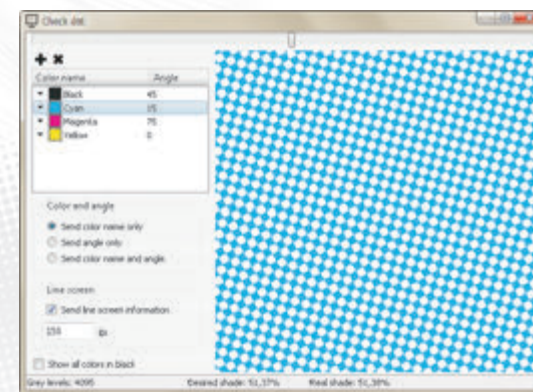 Check dot
Color name Angle
Black 45
Cyan 15
Magenta 75
Yellow 0
Color and angle
Send color name only
Send angle only
Send color name and angle
Line screen
Send line screen information
150 lpi
Show all colors in black
Grey levels: 4095 Desired shade: 51,37% Real shade: 51,38%